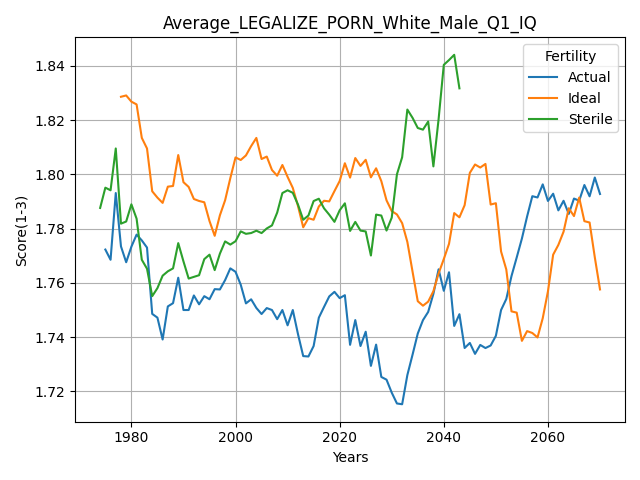 Average_LEGALIZE_PORN_White_Male_Q1_IQ
Score(1-3)
1.84
1.82
1.80
1.78
1.76
1.74
1.72
Fertility
Actual
Ideal
Sterile
1980 2000 2020 2040 2060
Years